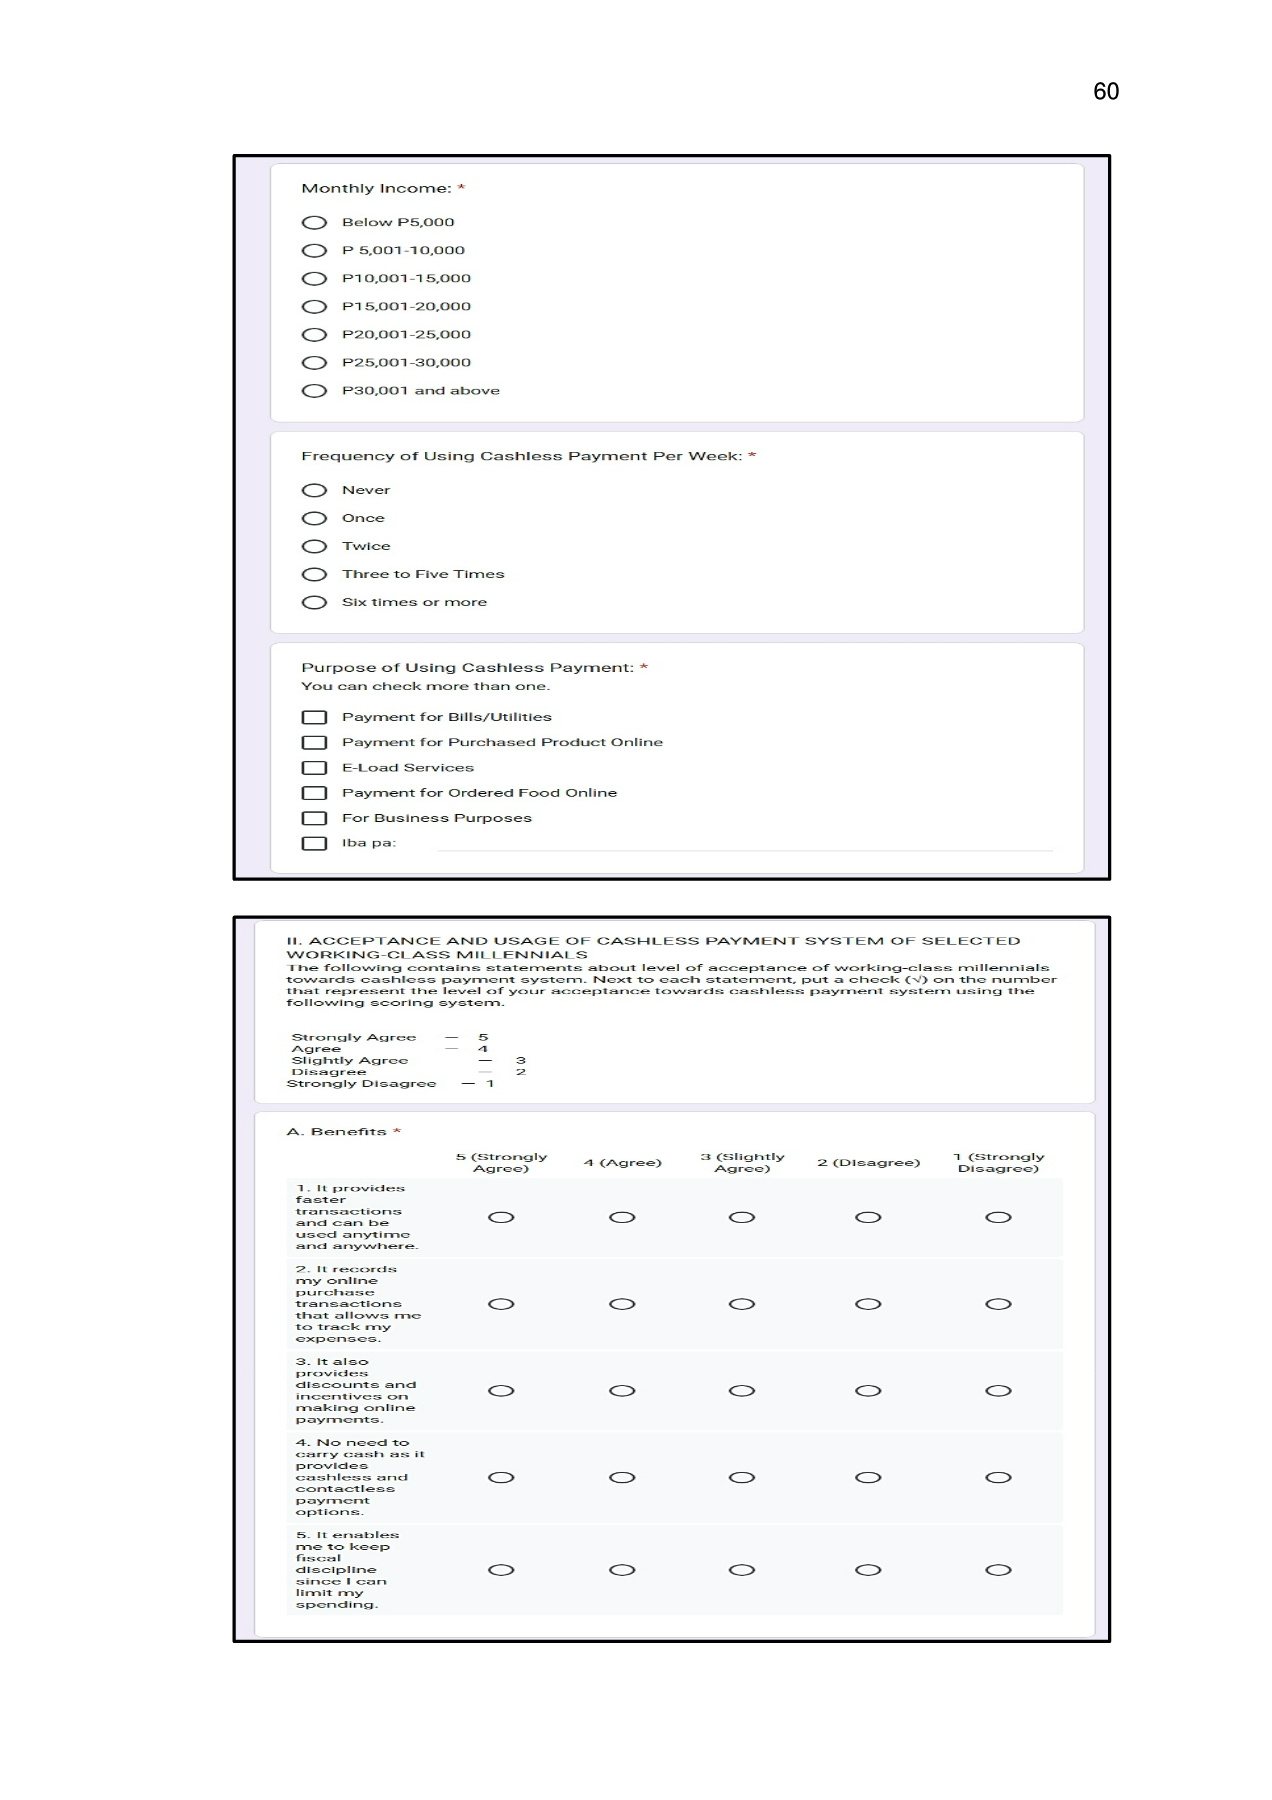 60
Monthly Income: *
Below P5,000
P 5,001-10,000
P10,001-15,000
P15,001-20,000
P20,001-25,000
P25,001-30,000
P30,001 and above
Frequency of Using Cashless Payment Per Week: *
Never
Once
Twice
Three to Five Times
Six times or more
Purpose of Using Cashless Payment: *
You can check more than one.
Payment for Bills/Utilities
Payment for Purchased Product Online
E-Load Services
Payment for Ordered Food Online
For Business Purposes
Iba pa:
II. ACCEPTANCE AND USAGE OF CASHLESS PAYMENT SYSTEM OF SELECTED
WORKING-CLASS MILLENNIALS
The following contains statements about level of acceptance of working-class millennials
towards cashless payment system. Next to each statement, put a check (√) on the number
that represent the level of your acceptance towards cashless payment system using the
following scoring system.
Strongly Agree — 5
Agree — 4
Slightly Agree — 3
Disagree — 2
Strongly Disagree — 1
A. Benefits *
5 (Strongly Agree) 4 (Agree) 3 (Slightly Agree) 2 (Disagree) 1 (Strongly Disagree)
1. It provides
faster
transactions
and can be
used anytime
and anywhere.
2. It records
my online
purchase
transactions
that allows me
to track my
expenses.
3. It also
provides
discounts and
incentives on
making online
payments.
4. No need to
carry cash as it
provides
cashless and
contactless
payment
options.
5. It enables
me to keep
fiscal
discipline
since I can
limit my
spending.